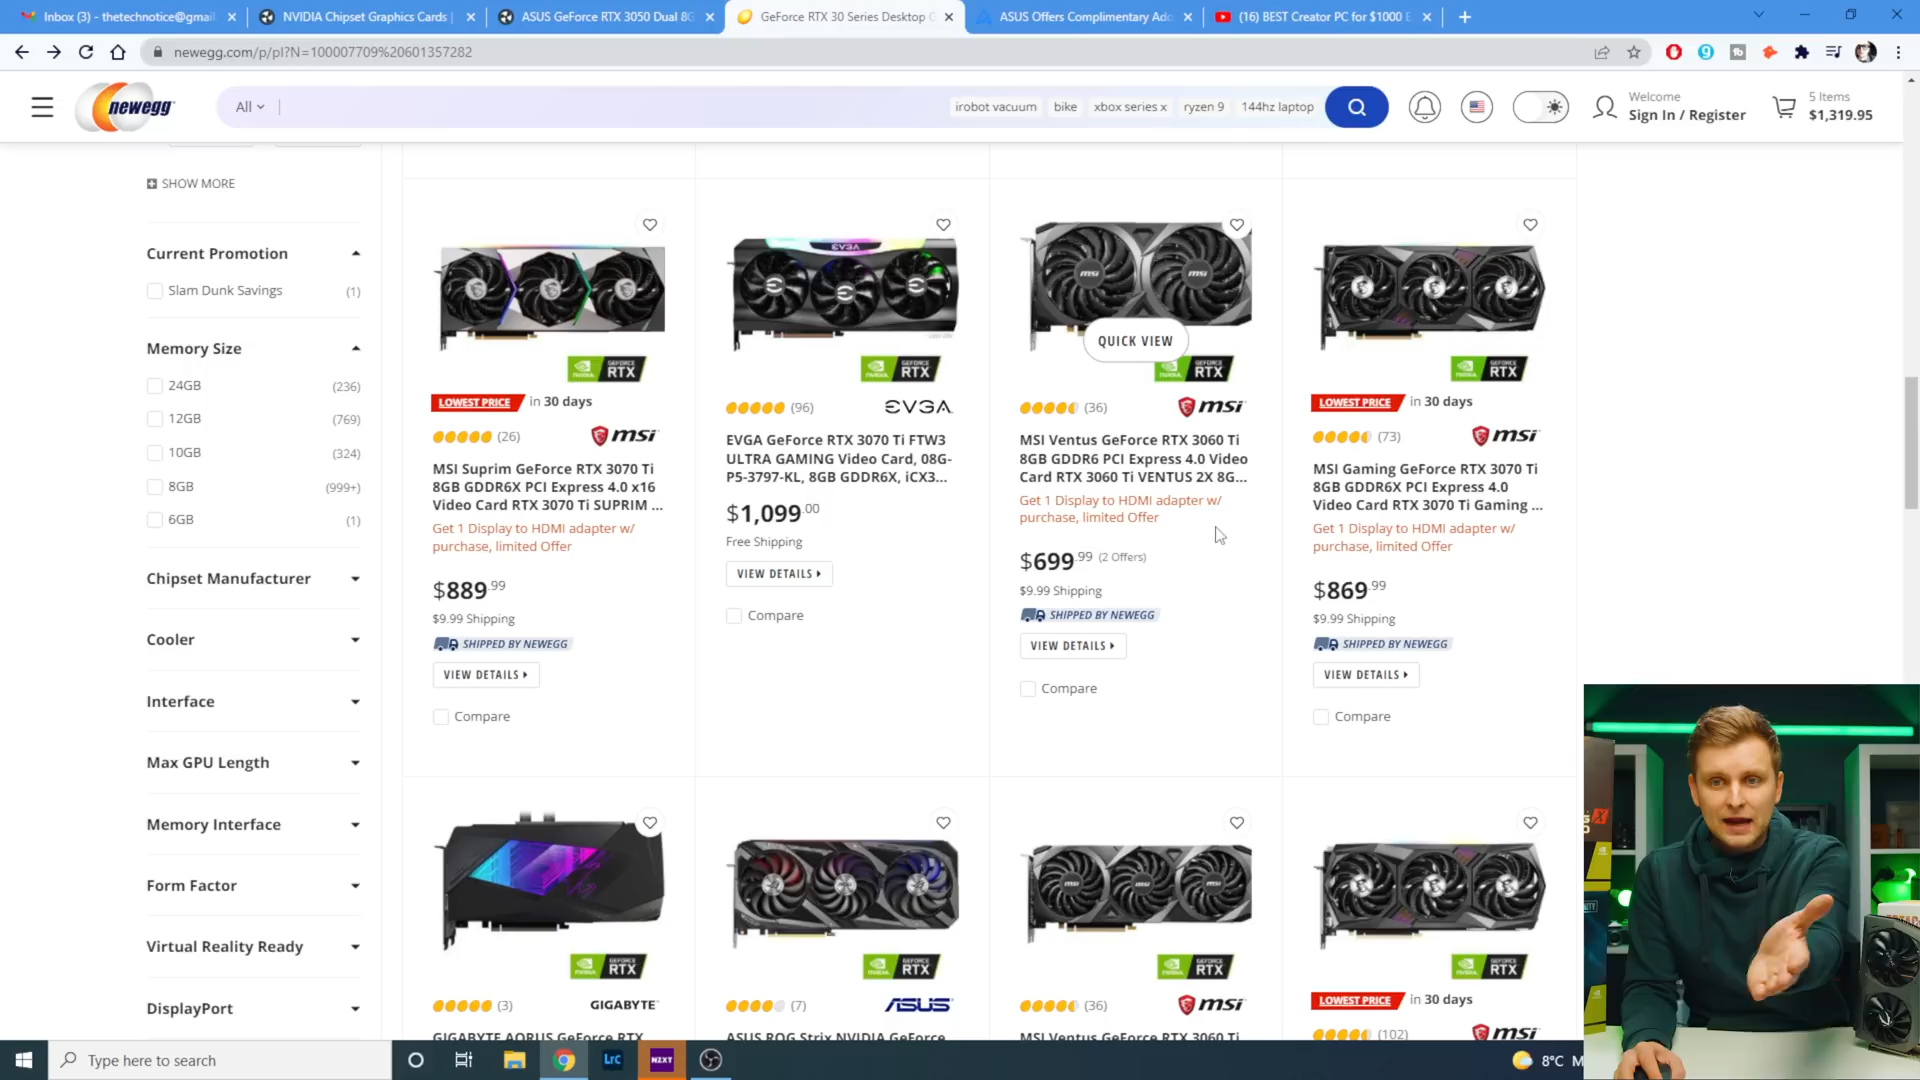 Inbox (3) - thetechnotice@gmail
NVIDIA Chipset Graphics Cards |
ASUS GeForce RTX 3050 Dual 8G
GeForce RTX 30 Series Desktop G
ASUS Offers Complimentary Ado
(16) BEST Creator PC for $1000 E
newegg.com/p/pl?N=100007709%20601357282
newegg
All
irobot vacuum
bike
xbox series x
ryzen 9
144hz laptop
Welcome
Sign In / Register
5 Items
$1,319.95
SHOW MORE
Current Promotion
Slam Dunk Savings (1)
Memory Size
24GB (236)
12GB (769)
10GB (324)
8GB (999+)
6GB (1)
Chipset Manufacturer
Cooler
Interface
Max GPU Length
Memory Interface
Form Factor
Virtual Reality Ready
DisplayPort
GEFORCE RTX
LOWEST PRICE in 30 days
(26) msi
MSI Suprim GeForce RTX 3070 Ti
8GB GDDR6X PCI Express 4.0 x16
Video Card RTX 3070 Ti SUPRIM ...
Get 1 Display to HDMI adapter w/
purchase, limited Offer
$889.99
$9.99 Shipping
SHIPPED BY NEWEGG
VIEW DETAILS
Compare
EVGA
GEFORCE RTX
(96) EVGA
EVGA GeForce RTX 3070 Ti FTW3
ULTRA GAMING Video Card, 08G-
P5-3797-KL, 8GB GDDR6X, iCX3...
$1,099.00
Free Shipping
VIEW DETAILS
Compare
msi msi
QUICK VIEW
GEFORCE RTX
(36) msi
MSI Ventus GeForce RTX 3060 Ti
8GB GDDR6 PCI Express 4.0 Video
Card RTX 3060 Ti VENTUS 2X 8G...
Get 1 Display to HDMI adapter w/
purchase, limited Offer
$699.99 (2 Offers)
$9.99 Shipping
SHIPPED BY NEWEGG
VIEW DETAILS
Compare
GEFORCE RTX
LOWEST PRICE in 30 days
(73) msi
MSI Gaming GeForce RTX 3070 Ti
8GB GDDR6X PCI Express 4.0
Video Card RTX 3070 Ti Gaming ...
Get 1 Display to HDMI adapter w/
purchase, limited Offer
$869.99
$9.99 Shipping
SHIPPED BY NEWEGG
VIEW DETAILS
Compare
GEFORCE RTX
(3) GIGABYTE
GIGABYTE AORUS GeForce RTX
GEFORCE RTX
(7) ASUS
ASUS ROG Strix NVIDIA GeForce
msi msi msi
GEFORCE RTX
(36) msi
MSI Ventus GeForce RTX 3060 Ti
GEFORCE RTX
LOWEST PRICE in 30 days
(102) msi
Type here to search
Lrc
NZXT
8°C M